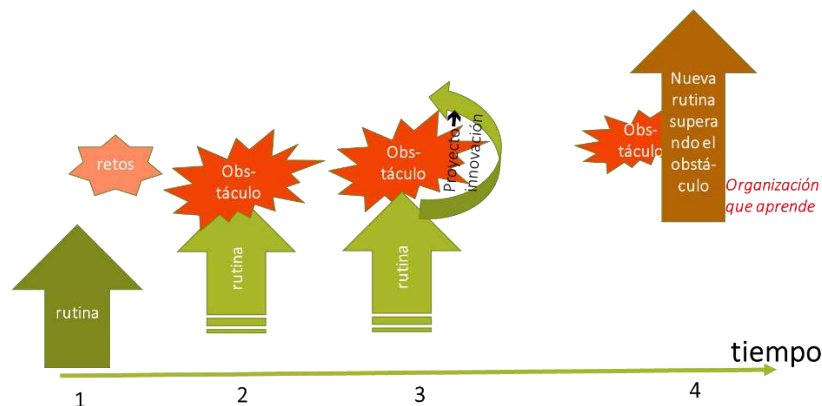 retos
rutina
Obs-
táculo
rutina
Obs-
táculo
rutina
Proyecto ➔
innovación
Obs-
táculo
Nueva
rutina
supera
ndo el
obstá-
culo
Organización
que aprende
tiempo
1
2
3
4